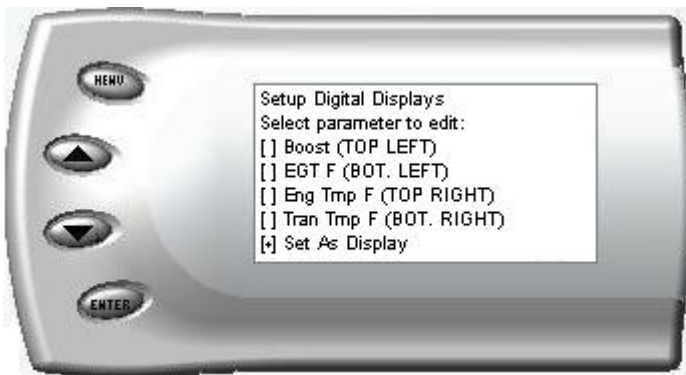 MENU
Setup Digital Displays
Select parameter to edit:
[ ] Boost (TOP LEFT)
[ ] EGT F (BOT. LEFT)
[ ] Eng Tmp F (TOP RIGHT)
[ ] Tran Tmp F (BOT. RIGHT)
[+] Set As Display
ENTER